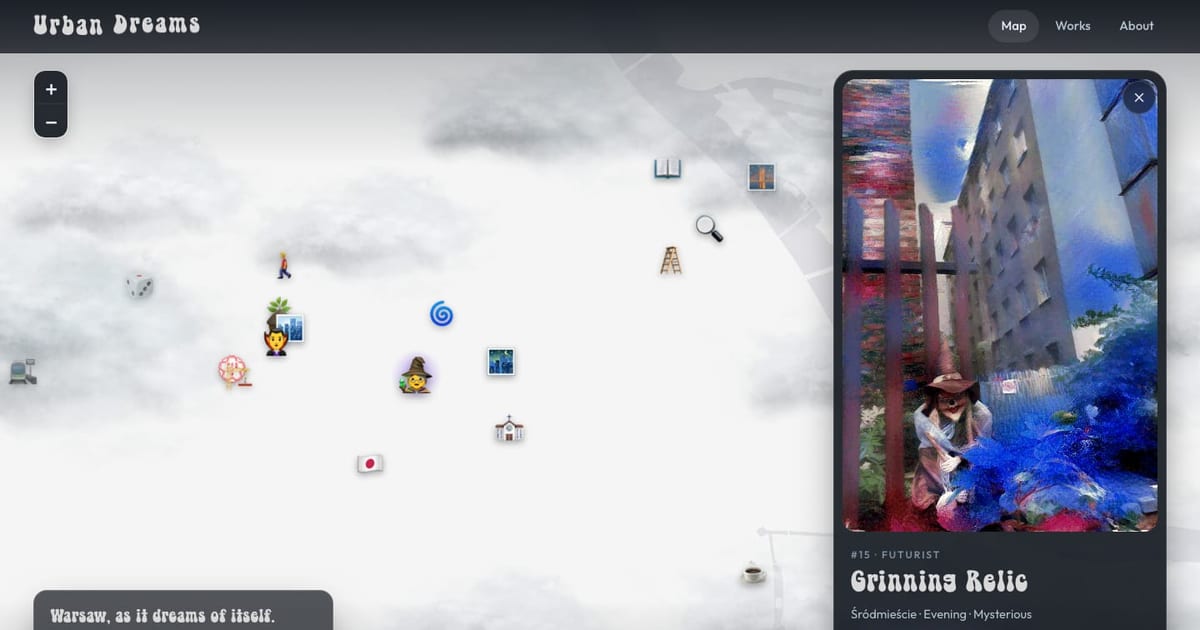 Urban Dreams
Map
Works
About
+
−
#15 · FUTURIST
Grinning Relic
Śródmieście · Evening · Mysterious
Warsaw, as it dreams of itself.